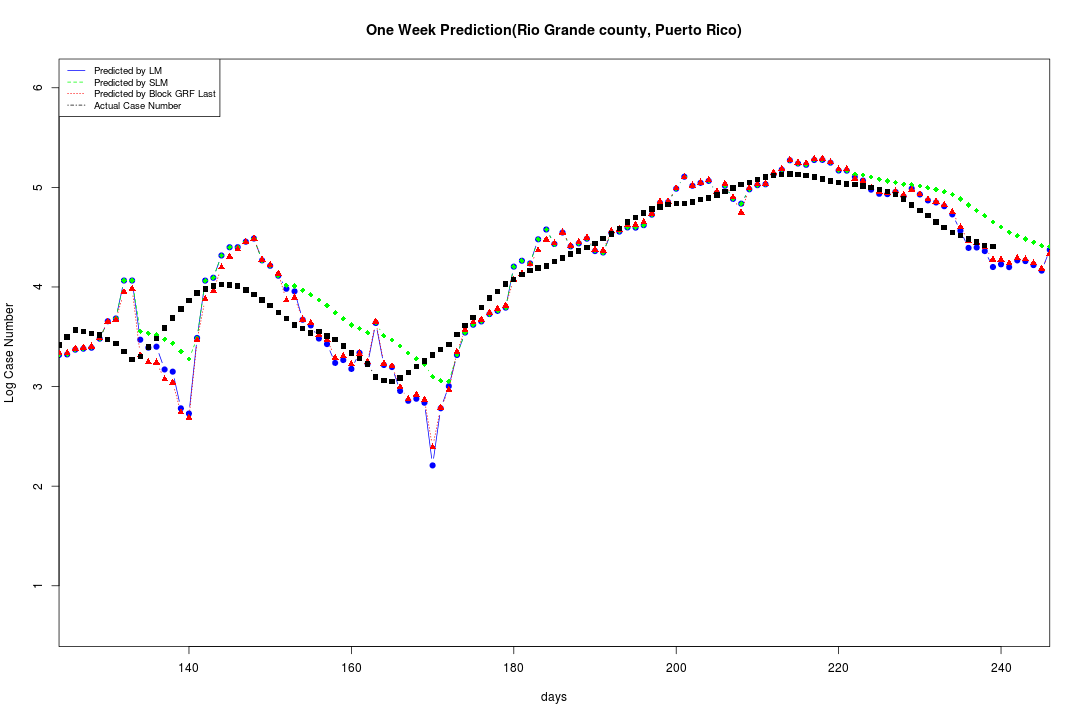 One Week Prediction(Rio Grande county, Puerto Rico)
Predicted by LM
Predicted by SLM
Predicted by Block GRF Last
Actual Case Number
6
5
4
3
2
1
Log Case Number
140 160 180 200 220 240
days